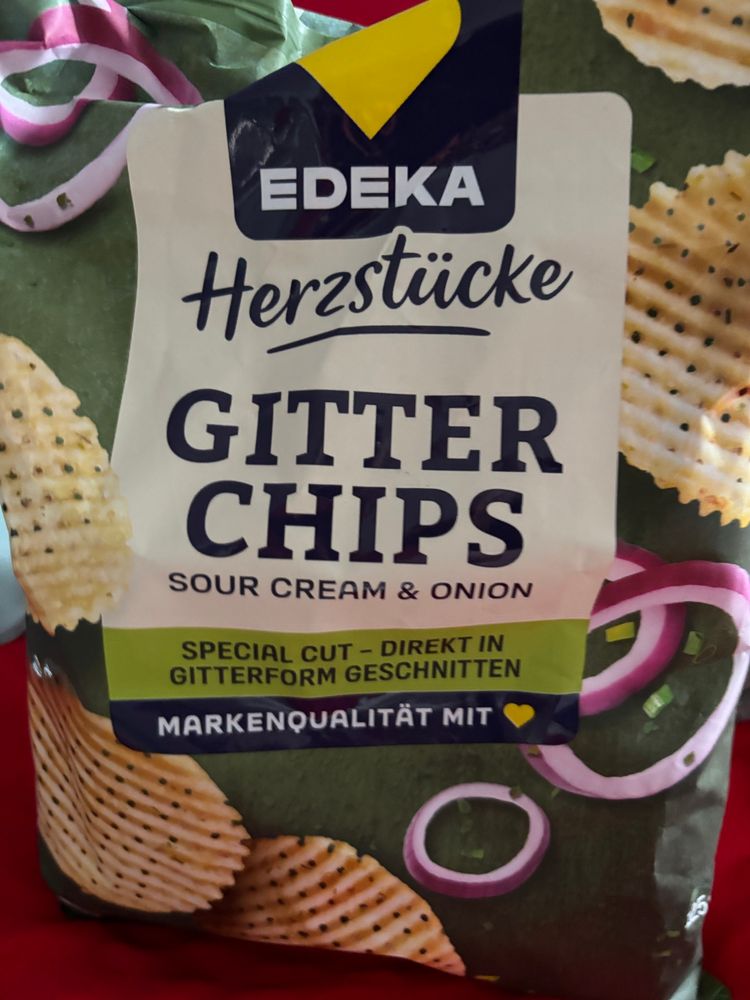 EDEKA
Herzstücke
GITTER
CHIPS
SOUR CREAM & ONION
SPECIAL CUT – DIREKT IN
GITTERFORM GESCHNITTEN
MARKENQUALITÄT MIT